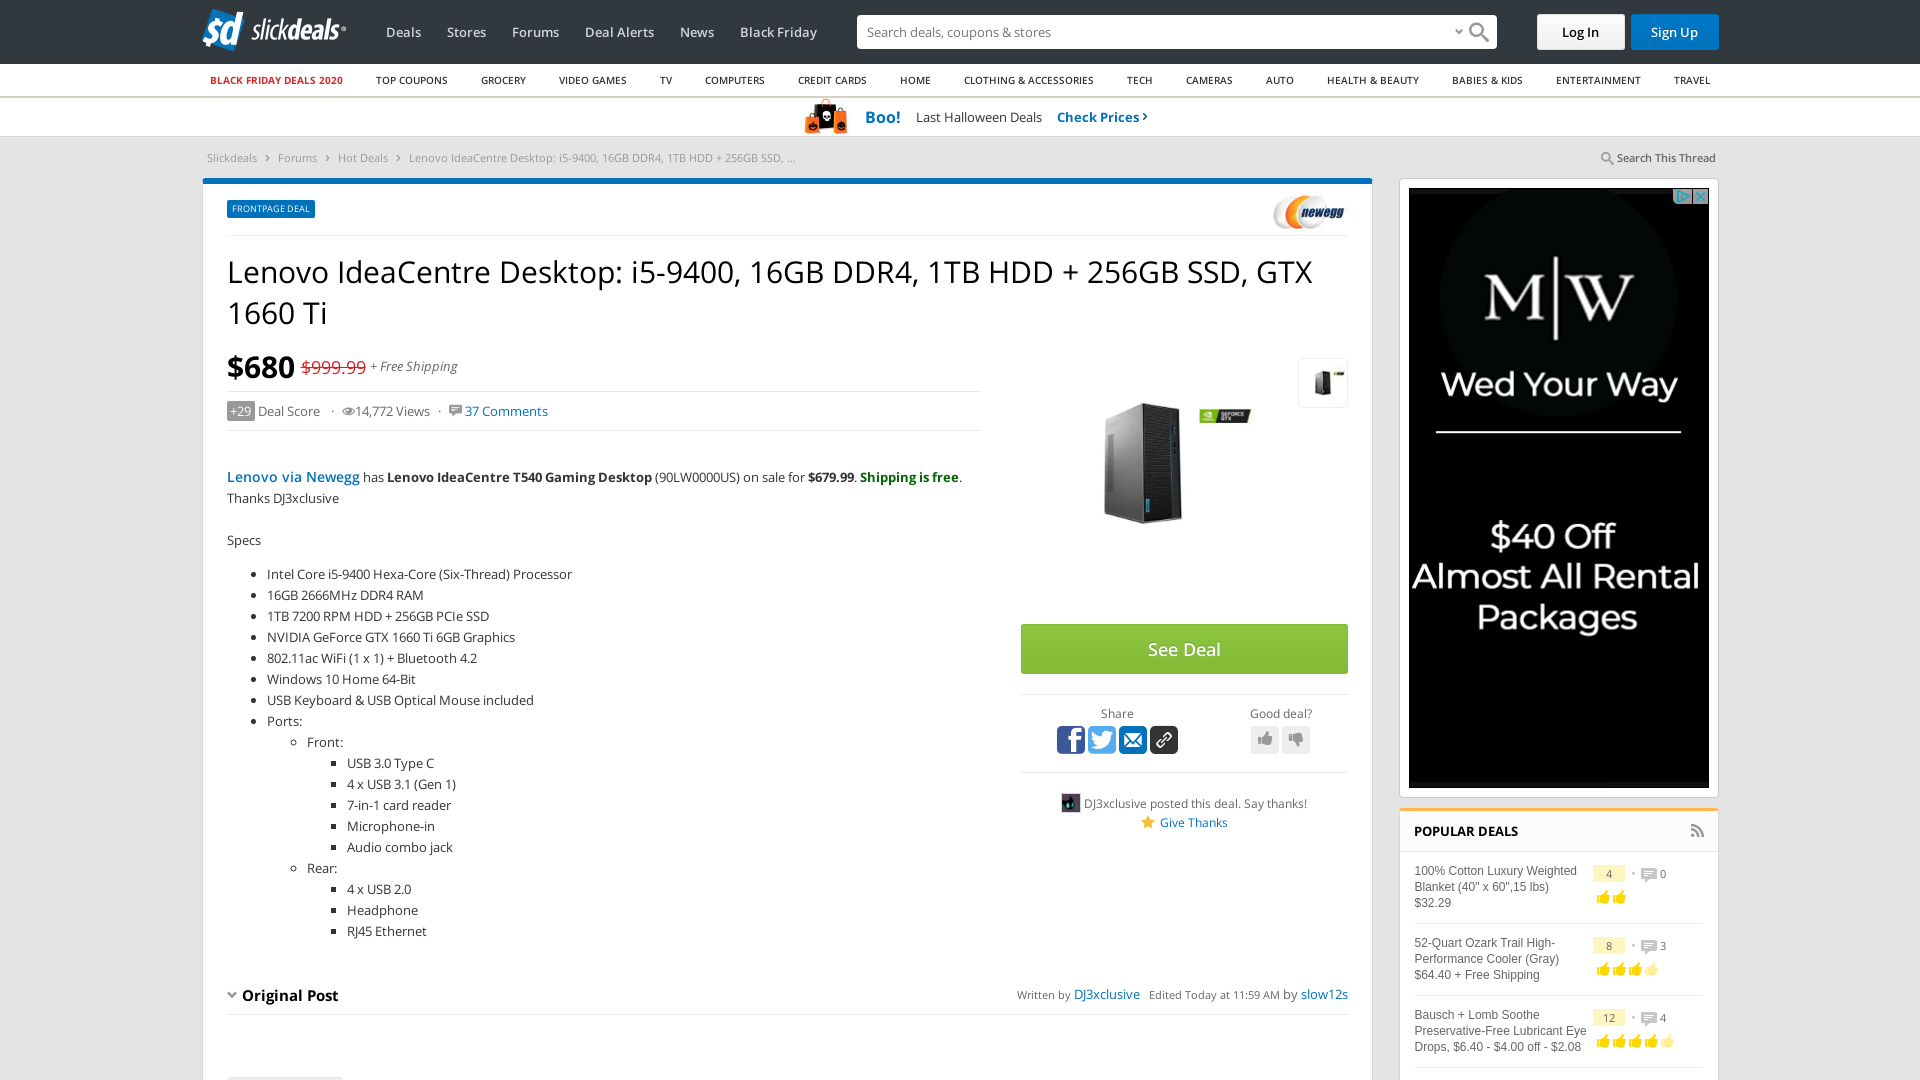 slickdeals
Deals
Stores
Forums
Deal Alerts
News
Black Friday
Search deals, coupons & stores
Log In
Sign Up
BLACK FRIDAY DEALS 2020
TOP COUPONS
GROCERY
VIDEO GAMES
TV
COMPUTERS
CREDIT CARDS
HOME
CLOTHING & ACCESSORIES
TECH
CAMERAS
AUTO
HEALTH & BEAUTY
BABIES & KIDS
ENTERTAINMENT
TRAVEL
Boo! Last Halloween Deals Check Prices
Slickdeals > Forums > Hot Deals > Lenovo IdeaCentre Desktop: i5-9400, 16GB DDR4, 1TB HDD + 256GB SSD, ...
Search This Thread
FRONTPAGE DEAL
newegg
Lenovo IdeaCentre Desktop: i5-9400, 16GB DDR4, 1TB HDD + 256GB SSD, GTX
1660 Ti
$680 $999.99 + Free Shipping
+29 Deal Score · 14,772 Views · 37 Comments
Lenovo via Newegg has Lenovo IdeaCentre T540 Gaming Desktop (90LW0000US) on sale for $679.99. Shipping is free.
Thanks DJ3xclusive
Specs
Intel Core i5-9400 Hexa-Core (Six-Thread) Processor
16GB 2666MHz DDR4 RAM
1TB 7200 RPM HDD + 256GB PCIe SSD
NVIDIA GeForce GTX 1660 Ti 6GB Graphics
802.11ac WiFi (1 x 1) + Bluetooth 4.2
Windows 10 Home 64-Bit
USB Keyboard & USB Optical Mouse included
Ports:
Front:
USB 3.0 Type C
4 x USB 3.1 (Gen 1)
7-in-1 card reader
Microphone-in
Audio combo jack
Rear:
4 x USB 2.0
Headphone
RJ45 Ethernet
GEFORCE
GTX
See Deal
Share
Good deal?
DJ3xclusive posted this deal. Say thanks!
Give Thanks
Original Post
Written by DJ3xclusive Edited Today at 11:59 AM by slow12s
M|W
Wed Your Way
$40 Off
Almost All Rental
Packages
POPULAR DEALS
100% Cotton Luxury Weighted
Blanket (40" x 60",15 lbs)
$32.29
4 • 0
52-Quart Ozark Trail High-
Performance Cooler (Gray)
$64.40 + Free Shipping
8 • 3
Bausch + Lomb Soothe
Preservative-Free Lubricant Eye
Drops, $6.40 - $4.00 off - $2.08
12 • 4